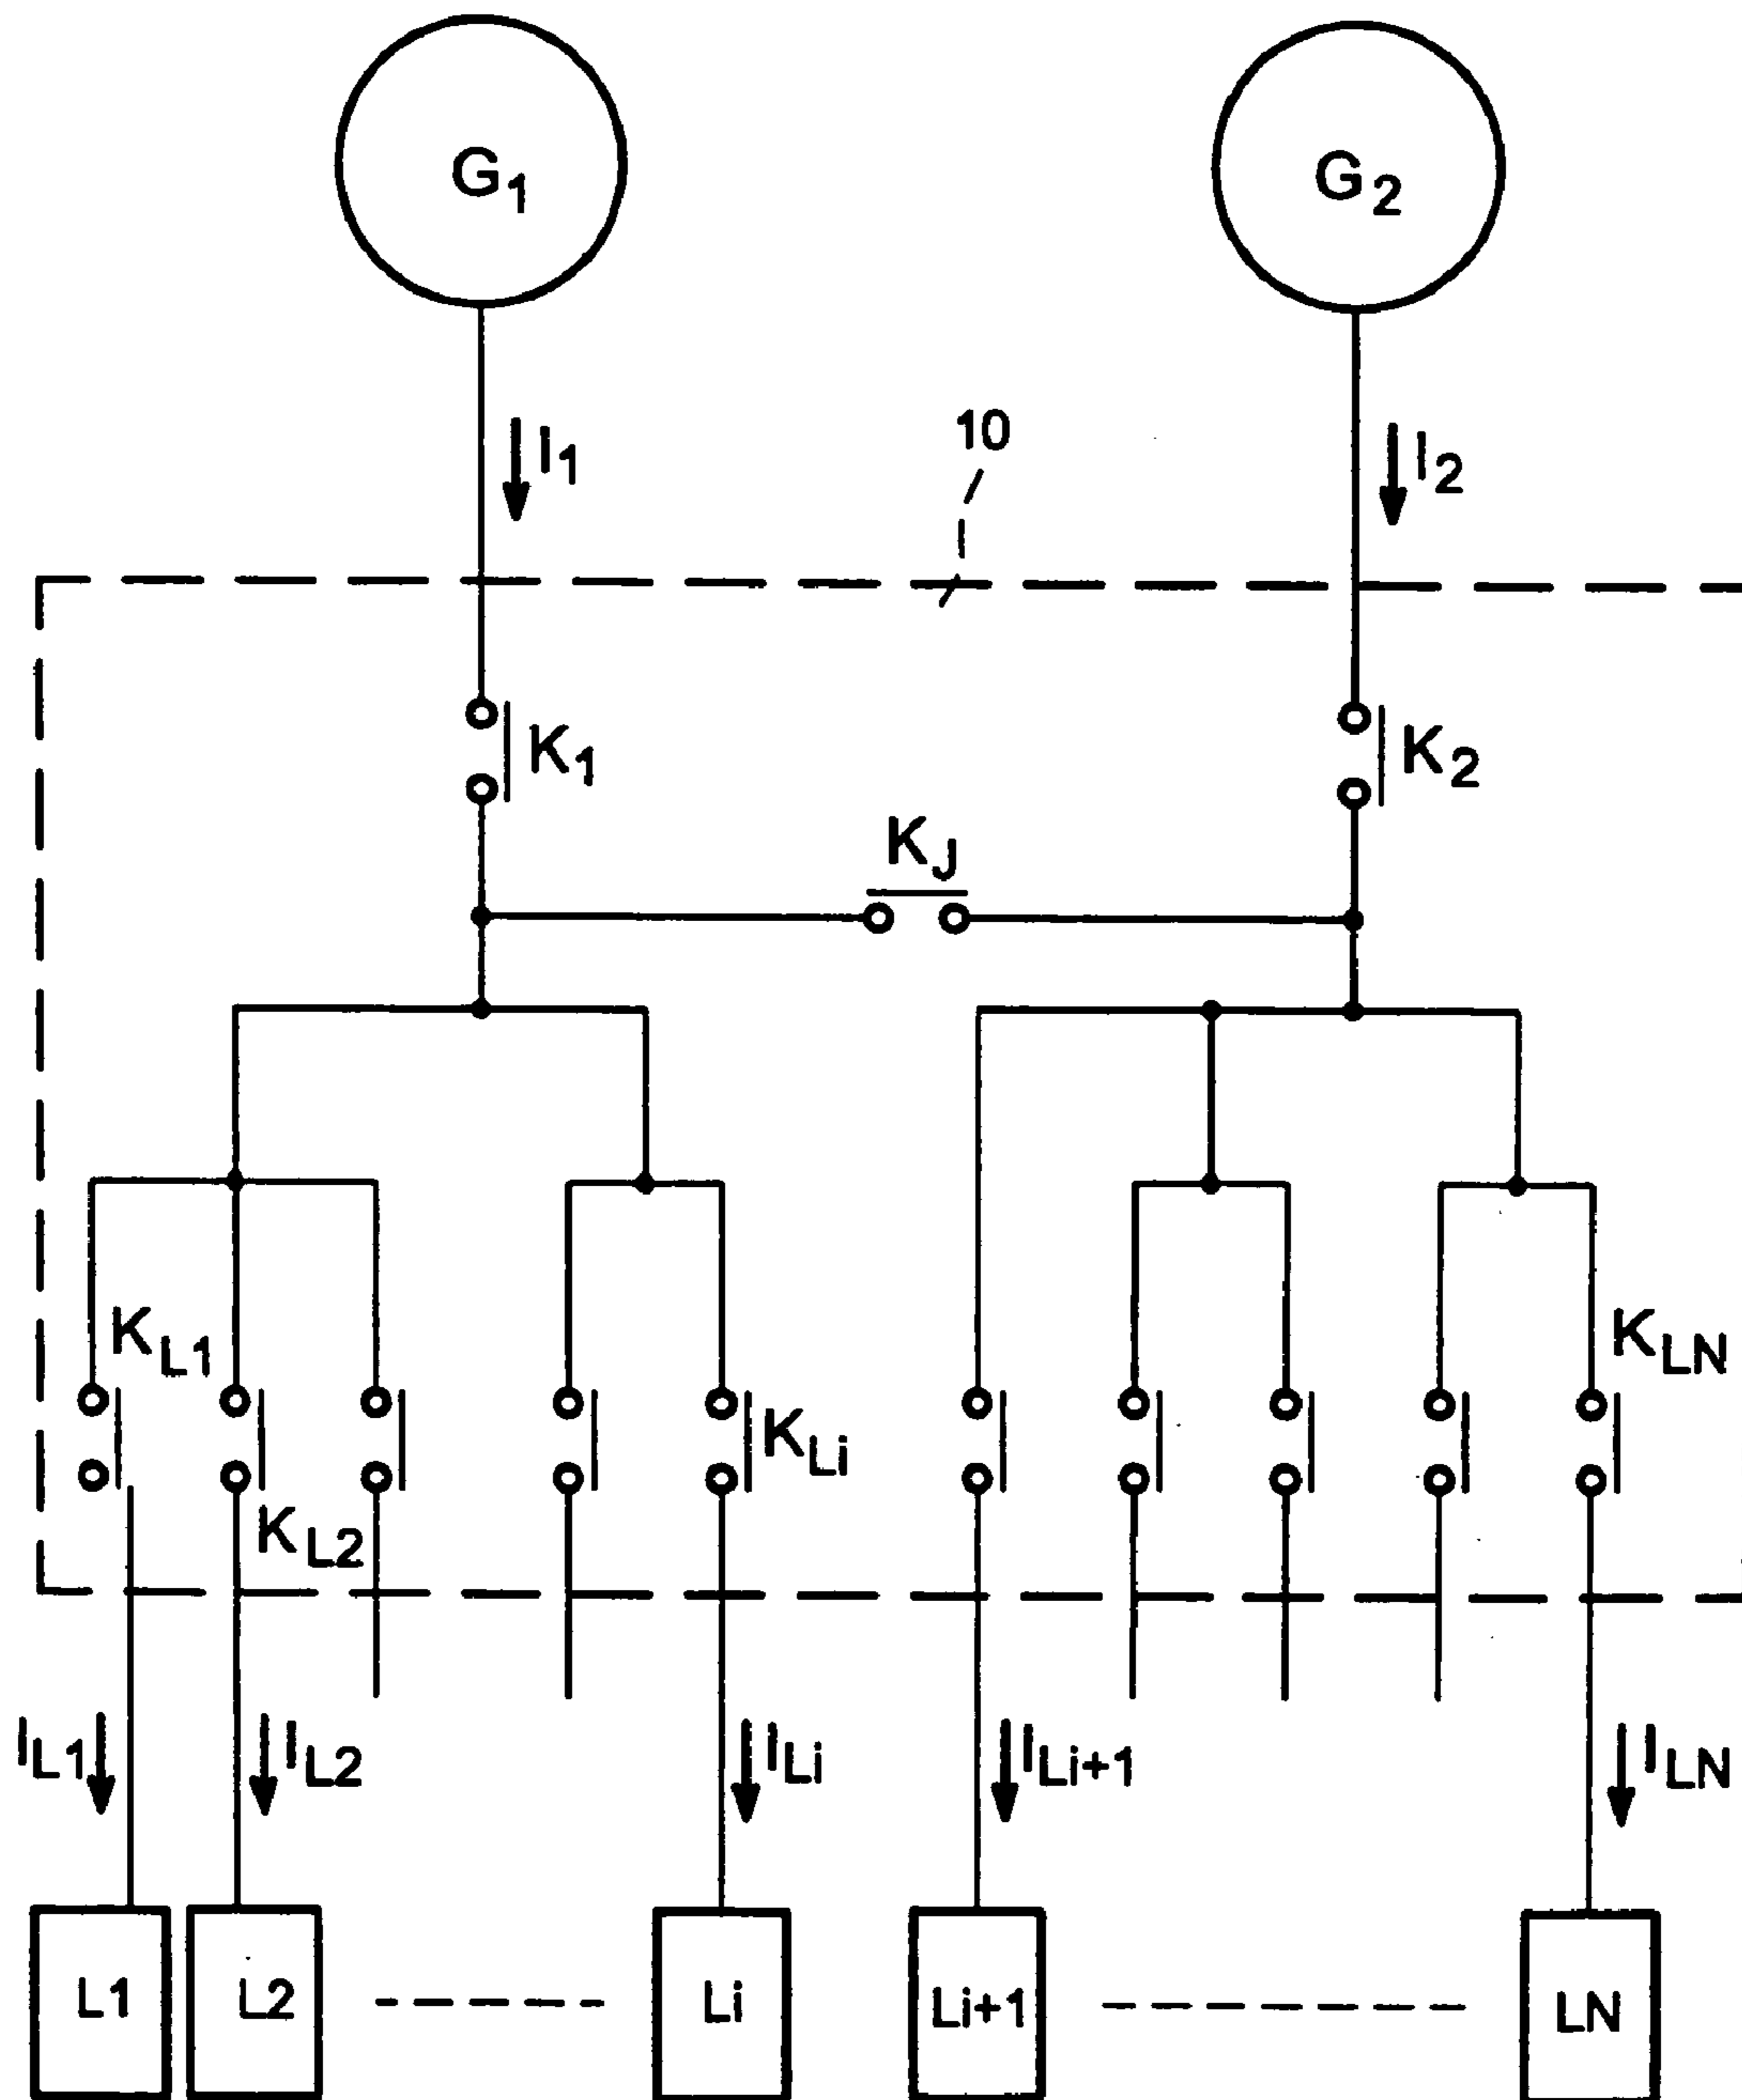 G1 G2
10
I1 I2
K1 K2
KJ
KL1 KLN
KLi
KL2
IL1 IL2 ILi ILi+1 ILN
L1 L2 Li Li+1 LN